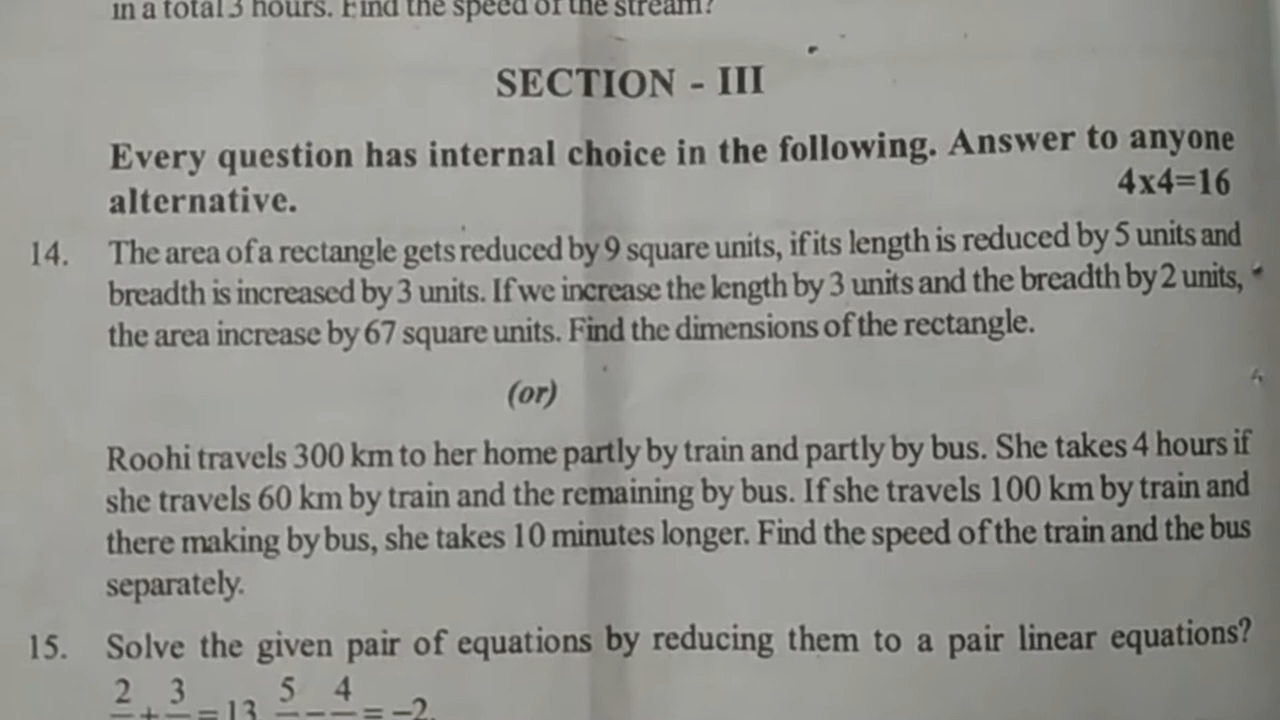 in a total 3 hours. Find the speed of the stream?
SECTION - III
Every question has internal choice in the following. Answer to anyone
alternative. 4x4=16
14. The area of a rectangle gets reduced by 9 square units, if its length is reduced by 5 units and
breadth is increased by 3 units. If we increase the length by 3 units and the breadth by 2 units,
the area increase by 67 square units. Find the dimensions of the rectangle.
(or)
Roohi travels 300 km to her home partly by train and partly by bus. She takes 4 hours if
she travels 60 km by train and the remaining by bus. If she travels 100 km by train and
there making by bus, she takes 10 minutes longer. Find the speed of the train and the bus
separately.
15. Solve the given pair of equations by reducing them to a pair linear equations?
2 3 5 4
+ = 13 - = -2